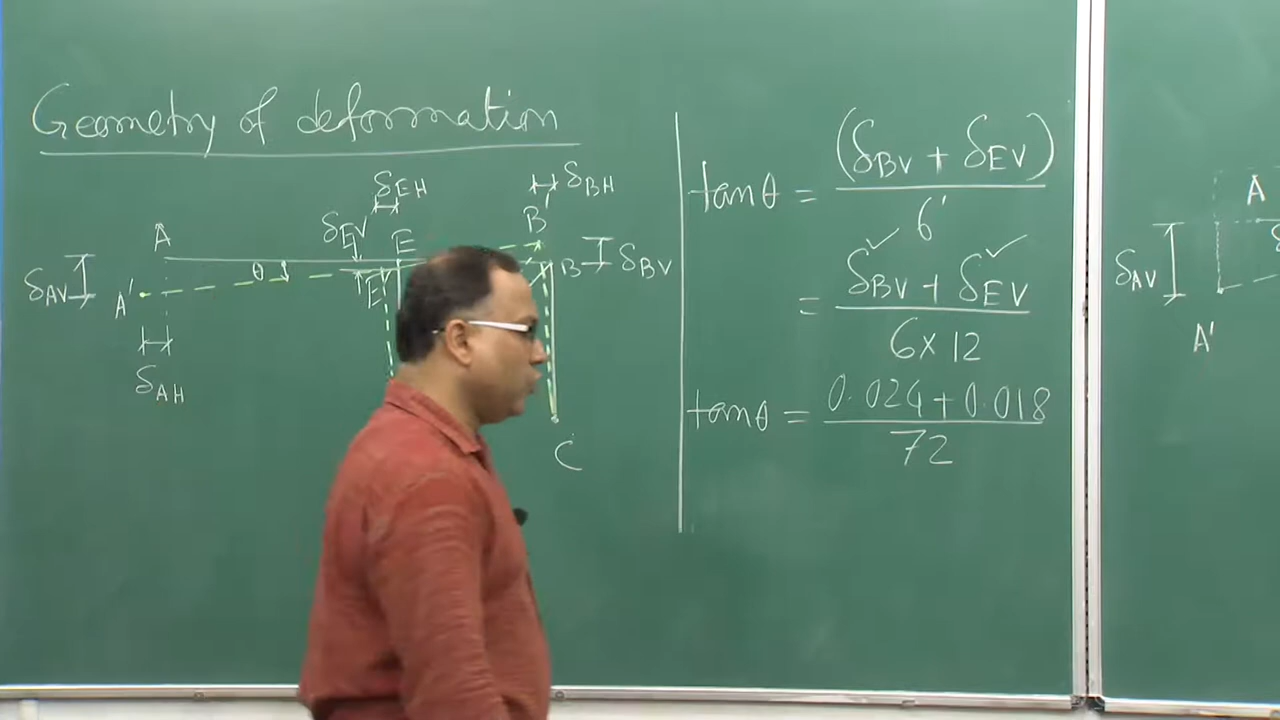 Geometry of deformation
δEH
δBH
A
δEV
E
B'
δAV
A'
θ
E'
B
δBV
δAH
C
tanθ = (δBV + δEV) / 6'
= δBV + δEV / 6 × 12
tanθ = 0.024 + 0.018 / 72
A
δAV
A'